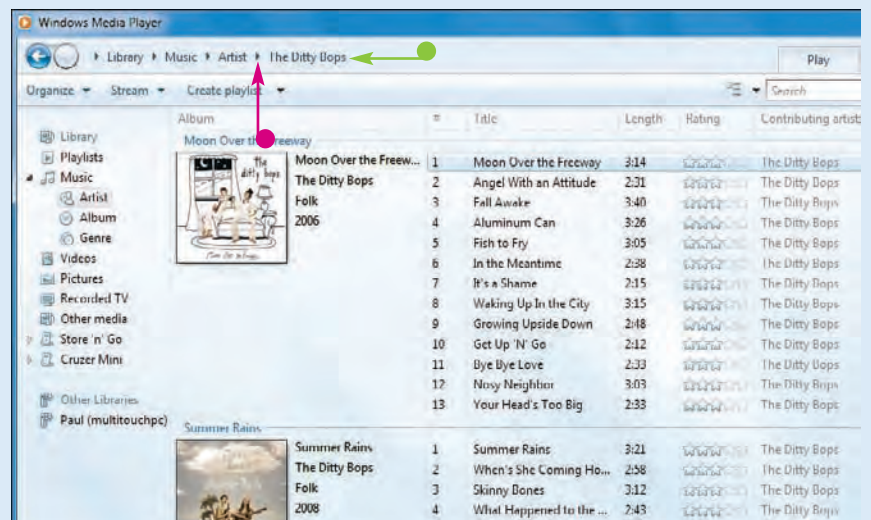 Windows Media Player
Library Music Artist The Ditty Bops
Play
Organize Stream Create playlist
Search
Album # Title Length Rating Contributing artist
Library
Playlists
Music
Artist
Album
Genre
Videos
Pictures
Recorded TV
Other media
Store 'n' Go
Cruzer Mini
Other Libraries
Paul (multitouchpc)
Moon Over the Freeway
the
ditty bops
Moon Over the Freew...
The Ditty Bops
Folk
2006
1 Moon Over the Freeway 3:14 The Ditty Bops
2 Angel With an Attitude 2:31 The Ditty Bops
3 Fall Awake 3:40 The Ditty Bops
4 Aluminum Can 3:26 The Ditty Bops
5 Fish to Fry 3:05 The Ditty Bops
6 In the Meantime 2:38 The Ditty Bops
7 It's a Shame 2:15 The Ditty Bops
8 Waking Up In the City 3:15 The Ditty Bops
9 Growing Upside Down 2:48 The Ditty Bops
10 Get Up 'N' Go 2:12 The Ditty Bops
11 Bye Bye Love 2:33 The Ditty Bops
12 Nosy Neighbor 3:03 The Ditty Bops
13 Your Head's Too Big 2:33 The Ditty Bops
Summer Rains
Summer Rains
The Ditty Bops
Folk
2008
1 Summer Rains 3:21 The Ditty Bops
2 When's She Coming Ho... 2:58 The Ditty Bops
3 Skinny Bones 3:12 The Ditty Bops
4 What Happened to the ... 2:43 The Ditty Bops